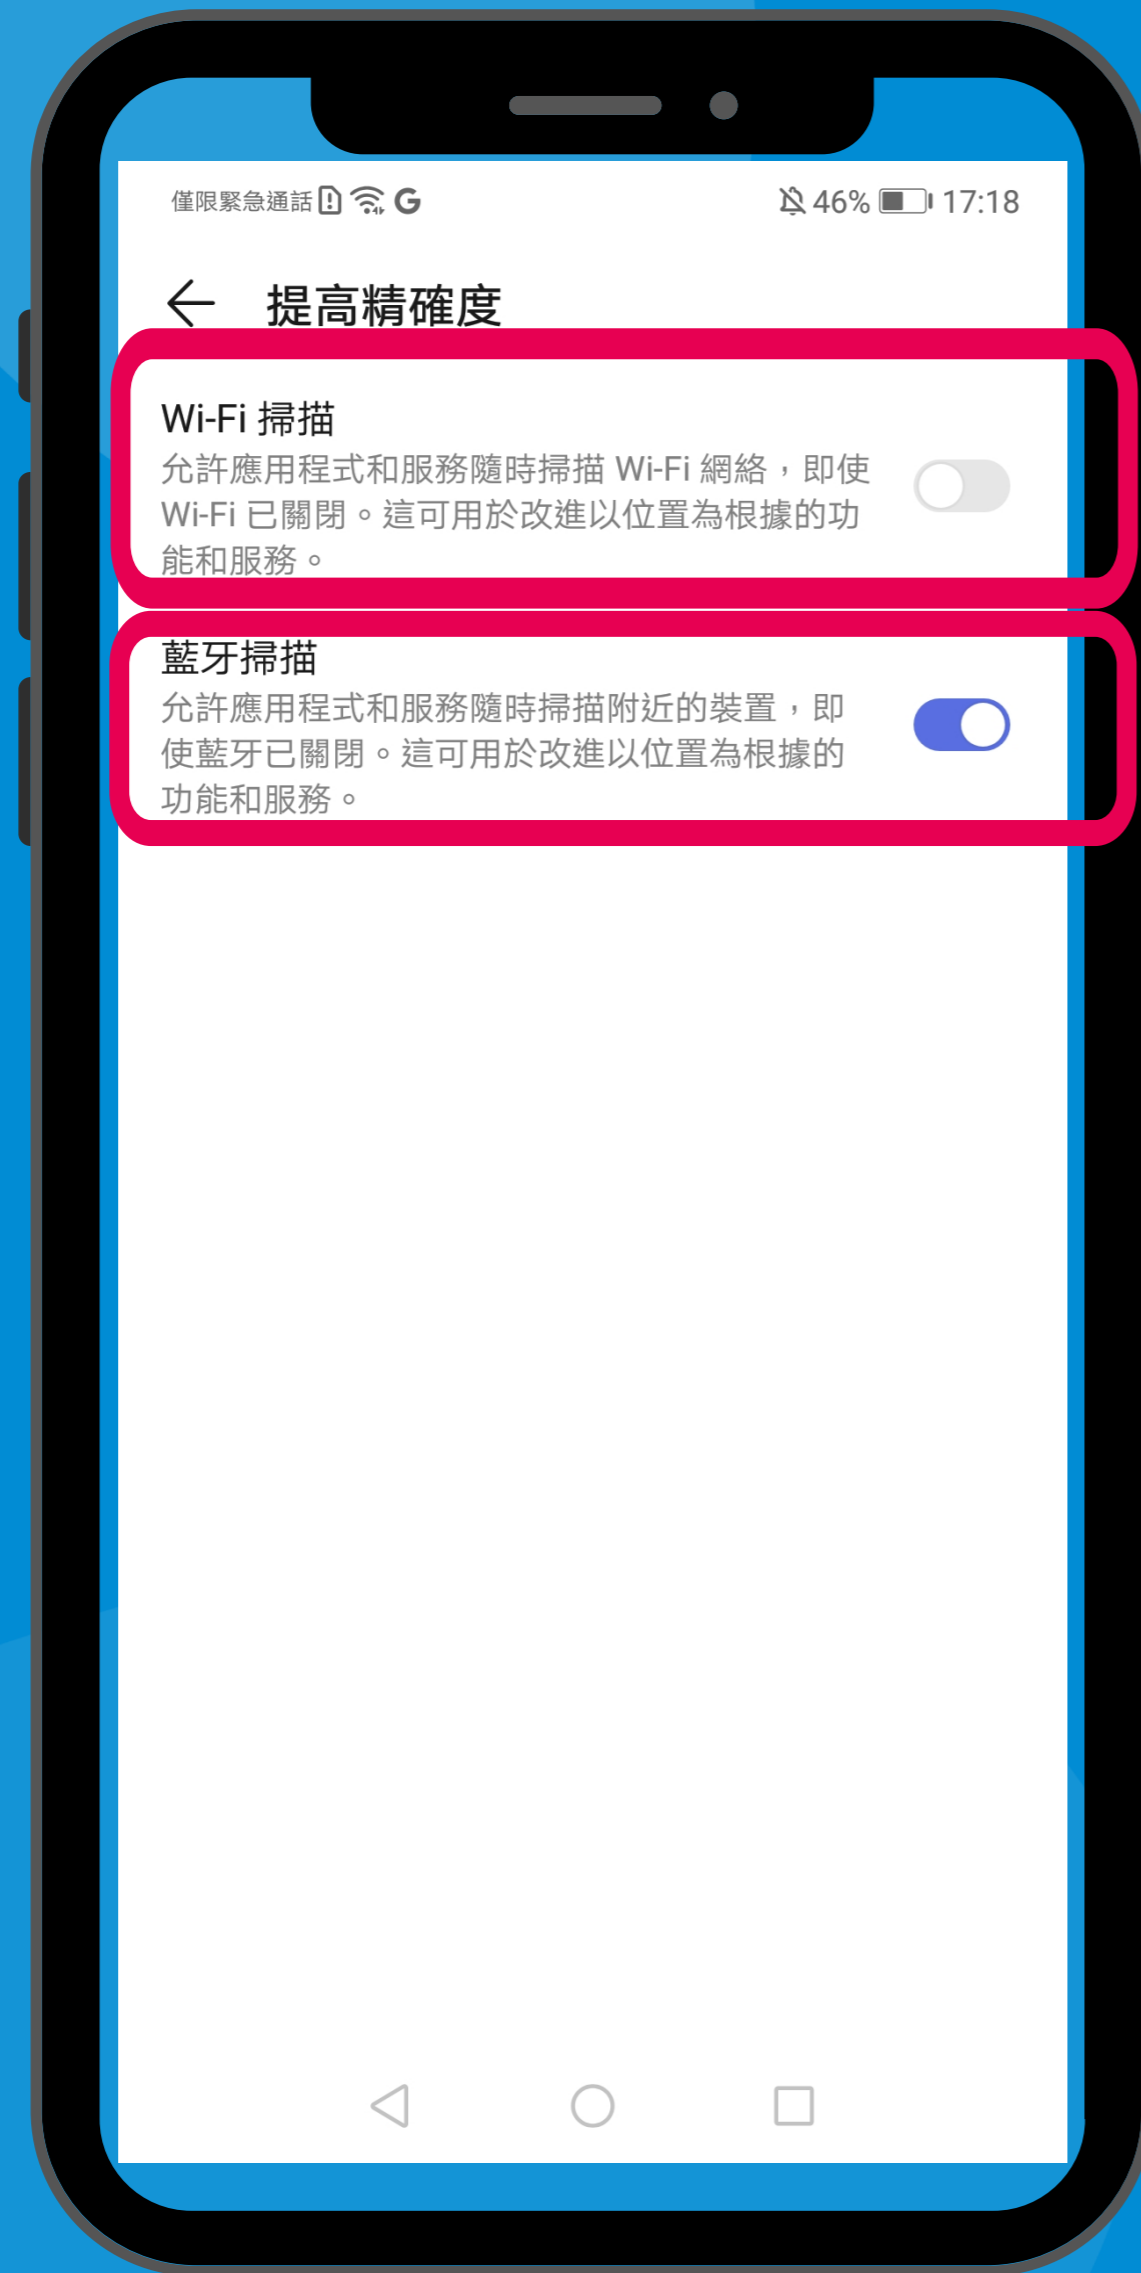 僅限緊急通話 G 46% 17:18
提高精確度
Wi-Fi 掃描
允許應用程式和服務隨時掃描 Wi-Fi 網絡，即使
Wi-Fi 已關閉。這可用於改進以位置為根據的功
能和服務。
藍牙掃描
允許應用程式和服務隨時掃描附近的裝置，即
使藍牙已關閉。這可用於改進以位置為根據的
功能和服務。